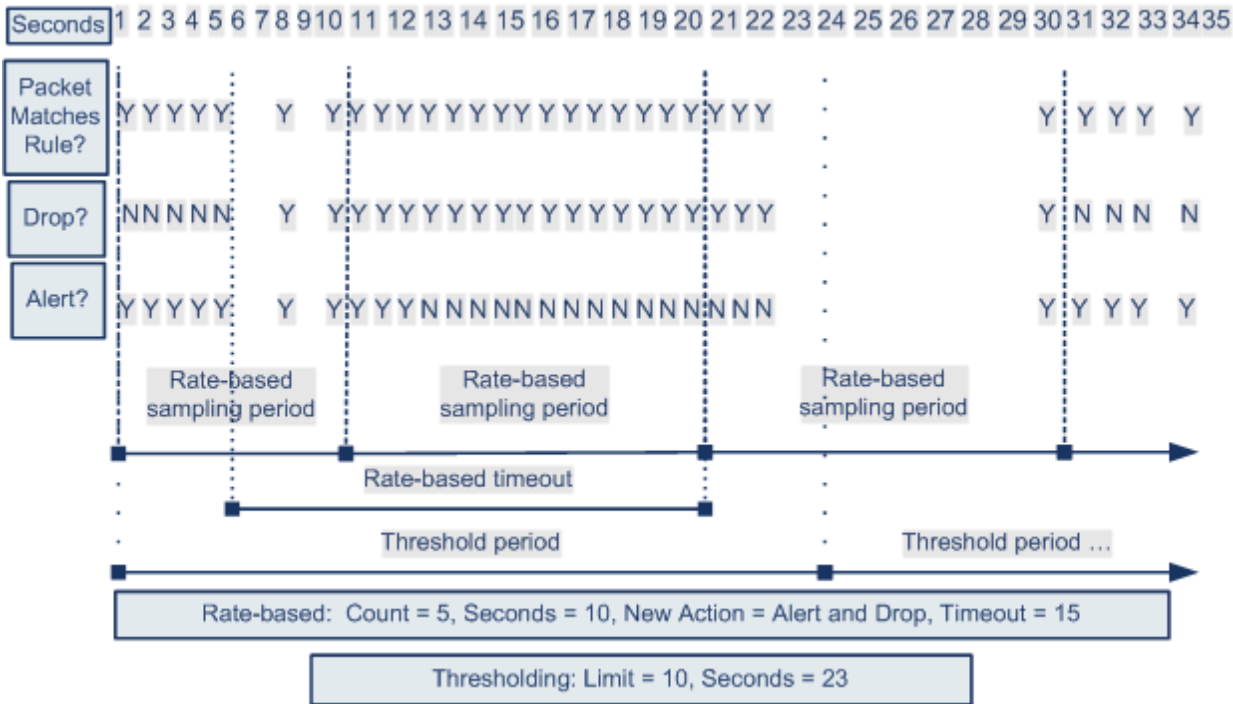 Seconds 1 2 3 4 5 6 7 8 9 10 11 12 13 14 15 16 17 18 19 20 21 22 23 24 25 26 27 28 29 30 31 32 33 34 35
Packet
Matches
Rule?
Y Y Y Y Y Y Y Y Y Y Y Y Y Y Y Y Y Y Y Y Y Y Y Y Y Y Y Y Y Y
Drop? N N N N N Y Y Y Y Y Y Y Y Y Y Y Y Y Y Y Y Y Y Y Y Y N N N N
Alert? Y Y Y Y Y Y Y Y Y Y N N N N N N N N N N N N N N N Y Y Y Y Y
Rate-based
sampling period
Rate-based
sampling period
Rate-based
sampling period
Rate-based timeout
Threshold period
Threshold period ...
Rate-based: Count = 5, Seconds = 10, New Action = Alert and Drop, Timeout = 15
Thresholding: Limit = 10, Seconds = 23